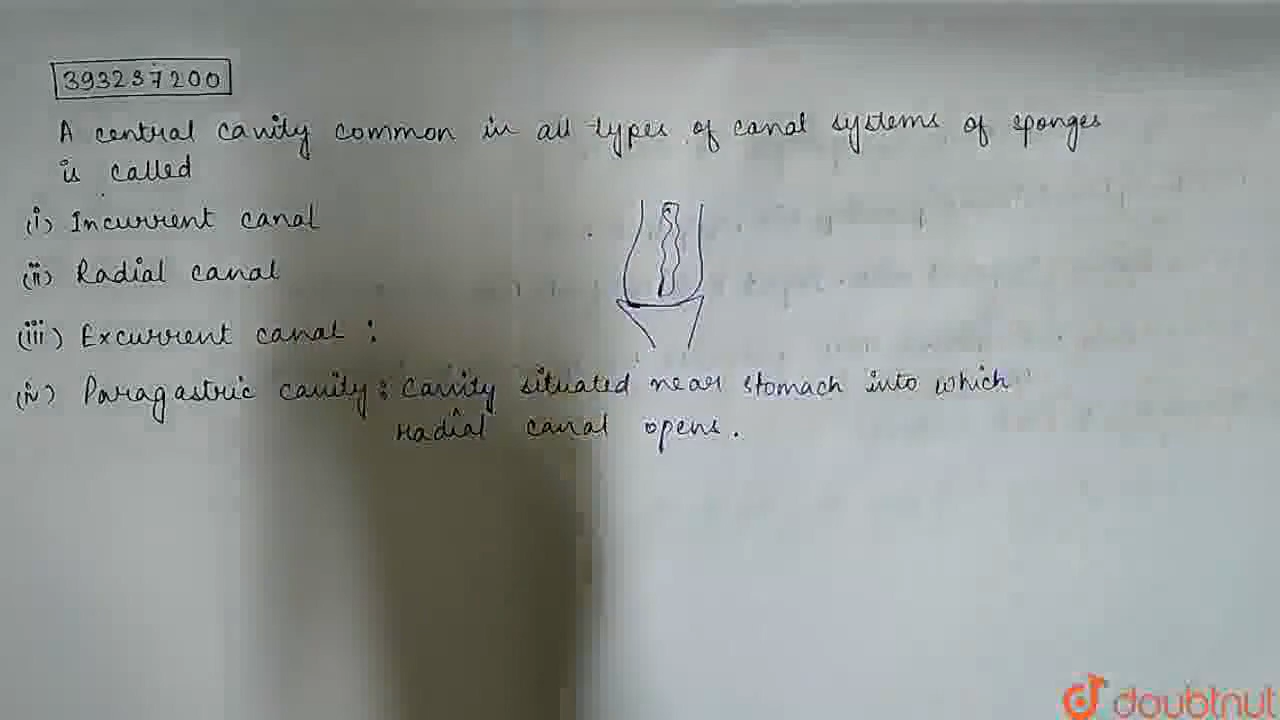 393237200
A central cavity common in all types of canal systems of sponges
is called
(i) Incurrent canal
(ii) Radial canal
(iii) Excurrent canal :
(iv) Paragastric cavity : cavity situated near stomach into which
radial canal opens.
doubtnut